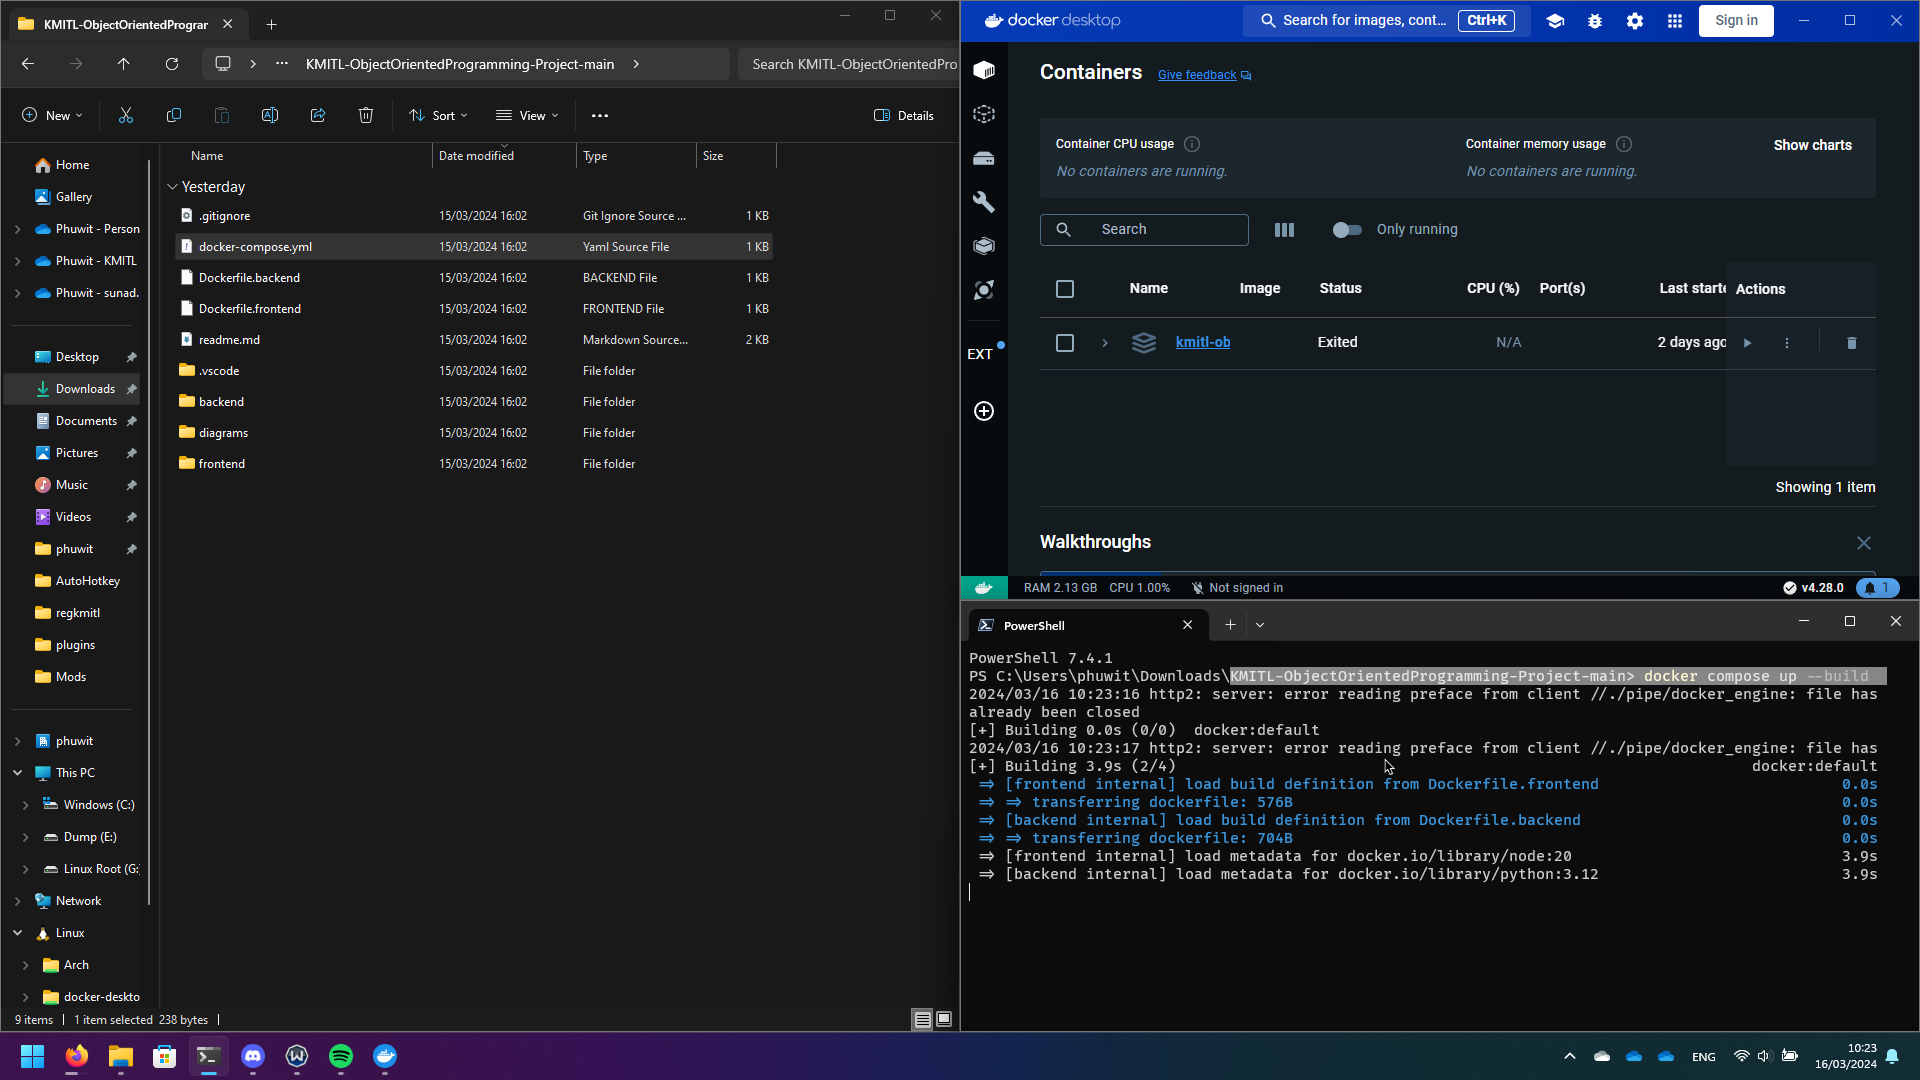 KMITL-ObjectOrientedPrograr
KMITL-ObjectOrientedProgramming-Project-main
Search KMITL-ObjectOrientedPro
New
Sort
View
Details
Name
Date modified
Type
Size
Home
Gallery
Phuwit - Person
Phuwit - KMITL
Phuwit - sunad.
Desktop
Downloads
Documents
Pictures
Music
Videos
phuwit
AutoHotkey
regkmitl
plugins
Mods
phuwit
This PC
Windows (C:)
Dump (E:)
Linux Root (G:
Network
Linux
Arch
docker-deskto
Yesterday
.gitignore 15/03/2024 16:02 Git Ignore Source ... 1 KB
docker-compose.yml 15/03/2024 16:02 Yaml Source File 1 KB
Dockerfile.backend 15/03/2024 16:02 BACKEND File 1 KB
Dockerfile.frontend 15/03/2024 16:02 FRONTEND File 1 KB
readme.md 15/03/2024 16:02 Markdown Source... 2 KB
.vscode 15/03/2024 16:02 File folder
backend 15/03/2024 16:02 File folder
diagrams 15/03/2024 16:02 File folder
frontend 15/03/2024 16:02 File folder
9 items 1 item selected 238 bytes
docker desktop
Search for images, cont... Ctrl+K
Sign in
Containers Give feedback
Container CPU usage
No containers are running.
Container memory usage
No containers are running.
Show charts
Search
Only running
Name Image Status CPU (%) Port(s) Last starte Actions
kmitl-ob Exited N/A 2 days ago
EXT
Showing 1 item
Walkthroughs
RAM 2.13 GB CPU 1.00% Not signed in v4.28.0 1
PowerShell
PowerShell 7.4.1
PS C:\Users\phuwit\Downloads\KMITL-ObjectOrientedProgramming-Project-main> docker compose up --build
2024/03/16 10:23:16 http2: server: error reading preface from client //./pipe/docker_engine: file has
already been closed
[+] Building 0.0s (0/0) docker:default
2024/03/16 10:23:17 http2: server: error reading preface from client //./pipe/docker_engine: file has
[+] Building 3.9s (2/4) docker:default
=> [frontend internal] load build definition from Dockerfile.frontend 0.0s
=> => transferring dockerfile: 576B 0.0s
=> [backend internal] load build definition from Dockerfile.backend 0.0s
=> => transferring dockerfile: 704B 0.0s
=> [frontend internal] load metadata for docker.io/library/node:20 3.9s
=> [backend internal] load metadata for docker.io/library/python:3.12 3.9s
ENG
10:23
16/03/2024